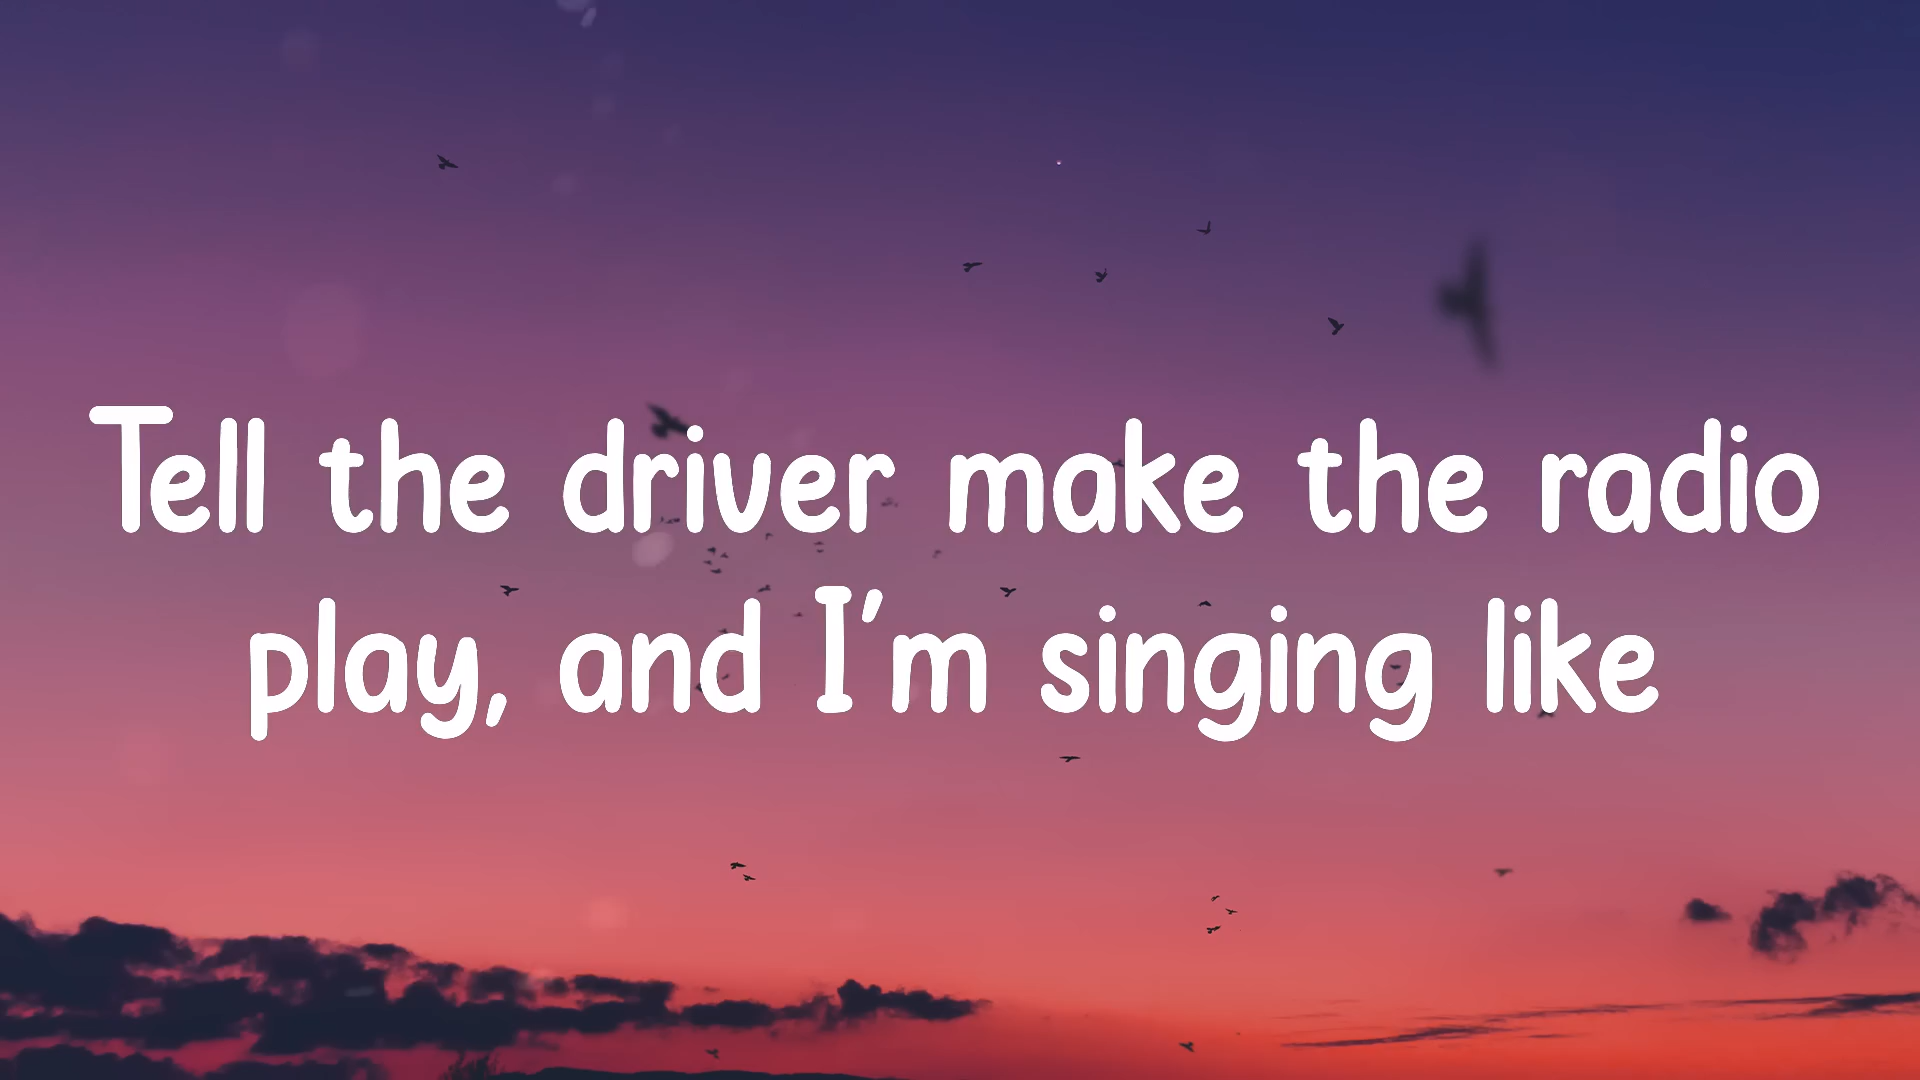 Tell the driver make the radio
play, and I'm singing like